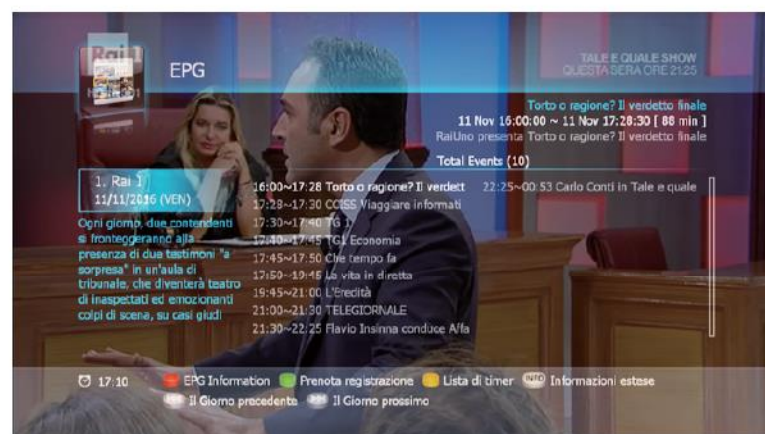 Rai 1
EPG
TALE E QUALE SHOW
QUESTA SERA ORE 21:25
Torto o ragione? Il verdetto finale
11 Nov 16:00:00 ~ 11 Nov 17:28:30 [ 88 min ]
RaiUno presenta Torto o ragione? Il verdetto finale
Total Events (10)
1. Rai 1
11/11/2016 (VEN)
Ogni giorno, due contendenti
si fronteggeranno alla
presenza di due testimoni "a
sorpresa" in un'aula di
tribunale, che diventerà teatro
di inaspettati ed emozionanti
colpi di scena, su casi giudi
16:00~17:28 Torto o ragione? Il verdett
17:28~17:30 CCISS Viaggiare informati
17:30~17:40 TG 1
17:40~17:45 TG1 Economia
17:45~17:50 Che tempo fa
17:50~19:45 La vita in diretta
19:45~21:00 L'Eredità
21:00~21:30 TELEGIORNALE
21:30~22:25 Flavio Insinna conduce Affa
22:25~00:53 Carlo Conti in Tale e quale
17:10
EPG Information
Prenota registrazione
Lista di timer
INFO Informazioni estese
Il Giorno precedente
Il Giorno prossimo